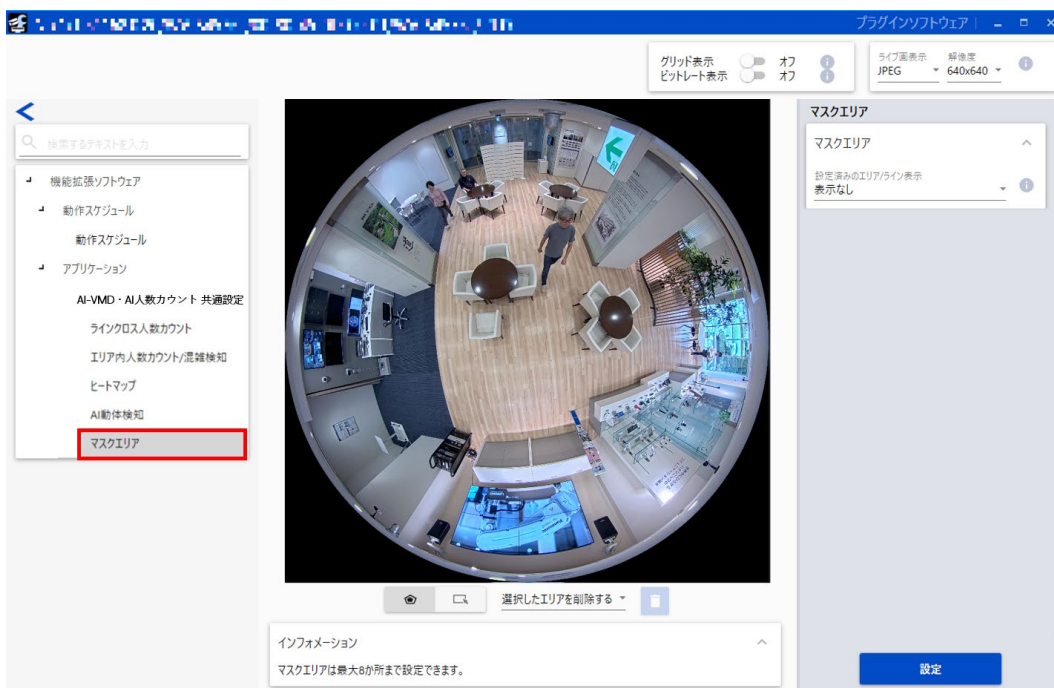 プラグインソフトウェア
グリッド表示 オフ
ビットレート表示 オフ
ライブ画表示 解像度
JPEG 640x640
検索するテキストを入力
機能拡張ソフトウェア
動作スケジュール
動作スケジュール
アプリケーション
AI-VMD・AI人数カウント 共通設定
ラインクロス人数カウント
エリア内人数カウント/混雑検知
ヒートマップ
AI動体検知
マスクエリア
選択したエリアを削除する
インフォメーション
マスクエリアは最大8か所まで設定できます。
マスクエリア
マスクエリア
設定済みのエリア/ライン表示
表示なし
設定